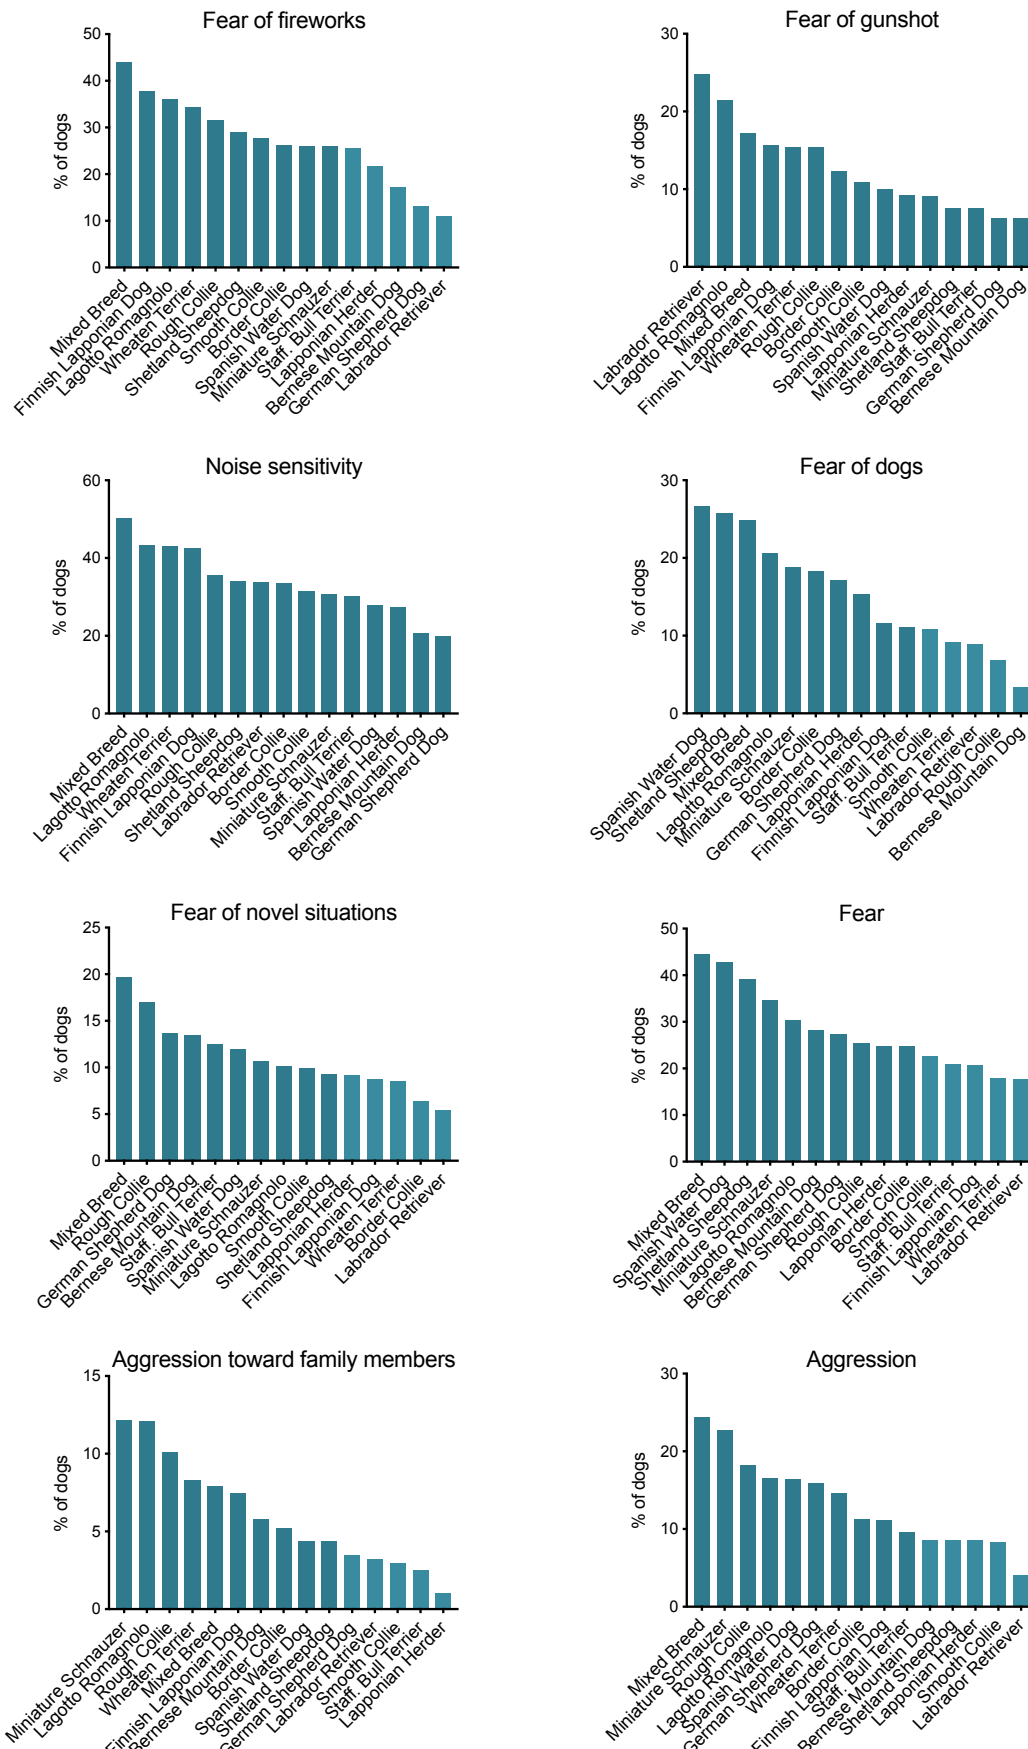 Fear of fireworks
% of dogs
50
40
30
20
10
0
Mixed Breed
Finnish Lapponian Dog
Lagotto Romagnolo
Wheaten Terrier
Rough Collie
Shetland Sheepdog
Smooth Collie
Border Collie
Spanish Water Dog
Miniature Schnauzer
Staff. Bull Terrier
Lapponian Herder
Bernese Mountain Dog
German Shepherd Dog
Labrador Retriever
Fear of gunshot
% of dogs
30
20
10
0
Labrador Retriever
Lagotto Romagnolo
Mixed Breed
Finnish Lapponian Dog
Wheaten Terrier
Rough Collie
Border Collie
Smooth Collie
Spanish Water Dog
Lapponian Herder
Miniature Schnauzer
Shetland Sheepdog
Staff. Bull Terrier
German Shepherd Dog
Bernese Mountain Dog
Noise sensitivity
% of dogs
60
40
20
0
Mixed Breed
Lagotto Romagnolo
Wheaten Terrier
Finnish Lapponian Dog
Rough Collie
Shetland Sheepdog
Labrador Retriever
Border Collie
Smooth Collie
Miniature Schnauzer
Staff. Bull Terrier
Spanish Water Dog
Lapponian Herder
Bernese Mountain Dog
German Shepherd Dog
Fear of dogs
% of dogs
30
20
10
0
Spanish Water Dog
Shetland Sheepdog
Mixed Breed
Lagotto Romagnolo
Miniature Schnauzer
Border Collie
German Shepherd Dog
Lapponian Herder
Finnish Lapponian Dog
Staff. Bull Terrier
Smooth Collie
Wheaten Terrier
Labrador Retriever
Rough Collie
Bernese Mountain Dog
Fear of novel situations
% of dogs
25
20
15
10
5
0
Mixed Breed
Rough Collie
German Shepherd Dog
Bernese Mountain Dog
Staff. Bull Terrier
Spanish Water Dog
Miniature Schnauzer
Lagotto Romagnolo
Smooth Collie
Shetland Sheepdog
Lapponian Herder
Finnish Lapponian Dog
Wheaten Terrier
Border Collie
Labrador Retriever
Fear
% of dogs
50
40
30
20
10
0
Mixed Breed
Spanish Water Dog
Shetland Sheepdog
Miniature Schnauzer
Lagotto Romagnolo
Bernese Mountain Dog
German Shepherd Dog
Rough Collie
Lapponian Herder
Border Collie
Smooth Collie
Staff. Bull Terrier
Finnish Lapponian Dog
Wheaten Terrier
Labrador Retriever
Aggression toward family members
% of dogs
15
10
5
0
Miniature Schnauzer
Lagotto Romagnolo
Rough Collie
Wheaten Terrier
Mixed Breed
Finnish Lapponian Dog
Bernese Mountain Dog
Border Collie
Spanish Water Dog
Shetland Sheepdog
German Shepherd Dog
Labrador Retriever
Smooth Collie
Staff. Bull Terrier
Lapponian Herder
Aggression
% of dogs
30
20
10
0
Mixed Breed
Miniature Schnauzer
Rough Collie
Lagotto Romagnolo
Spanish Water Dog
German Shepherd Dog
Wheaten Terrier
Border Collie
Finnish Lapponian Dog
Staff. Bull Terrier
Bernese Mountain Dog
Shetland Sheepdog
Lapponian Herder
Smooth Collie
Labrador Retriever